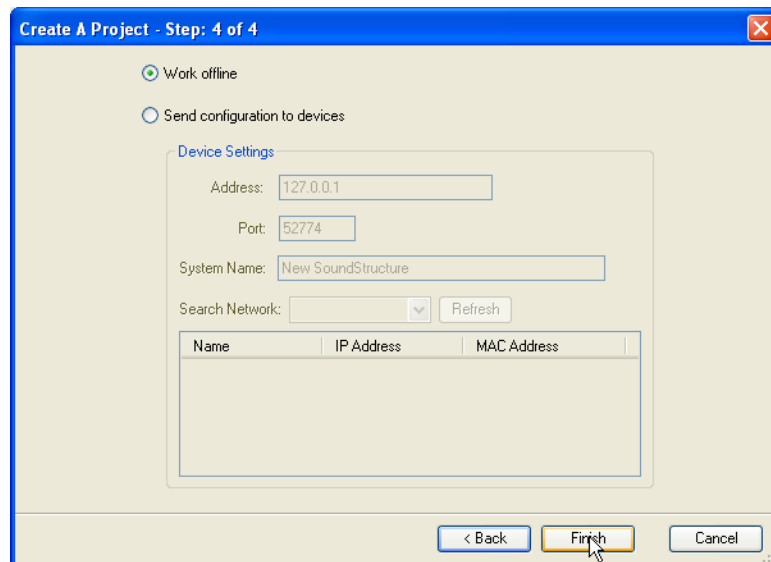 Create A Project - Step: 4 of 4
Work offline
Send configuration to devices
Device Settings
Address: 127.0.0.1
Port: 52774
System Name: New SoundStructure
Search Network: Refresh
Name IP Address MAC Address
< Back Finish Cancel